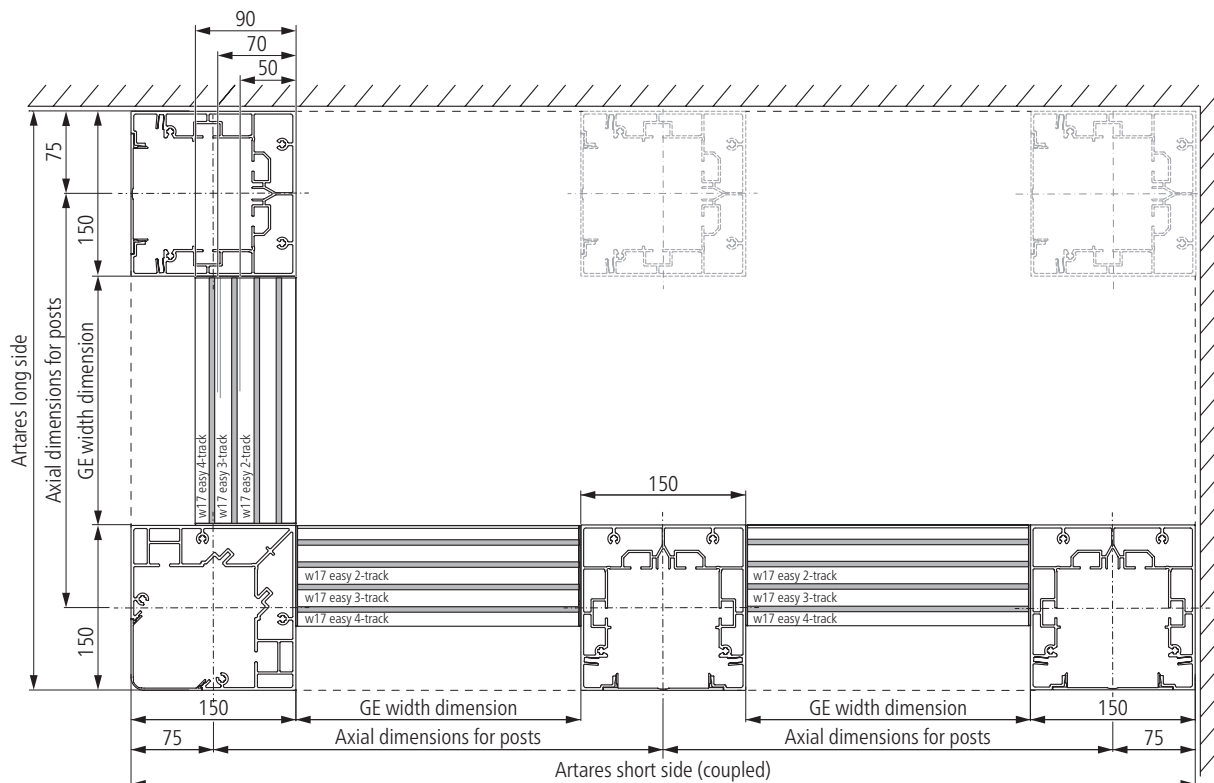 90
70
50
75
150
Artares long side
Axial dimensions for posts
GE width dimension
w17 easy 4-track
w17 easy 3-track
w17 easy 2-track
150
150
w17 easy 2-track
w17 easy 3-track
w17 easy 4-track
w17 easy 2-track
w17 easy 3-track
w17 easy 4-track
150
GE width dimension
GE width dimension
150
75
Axial dimensions for posts
Axial dimensions for posts
75
Artares short side (coupled)